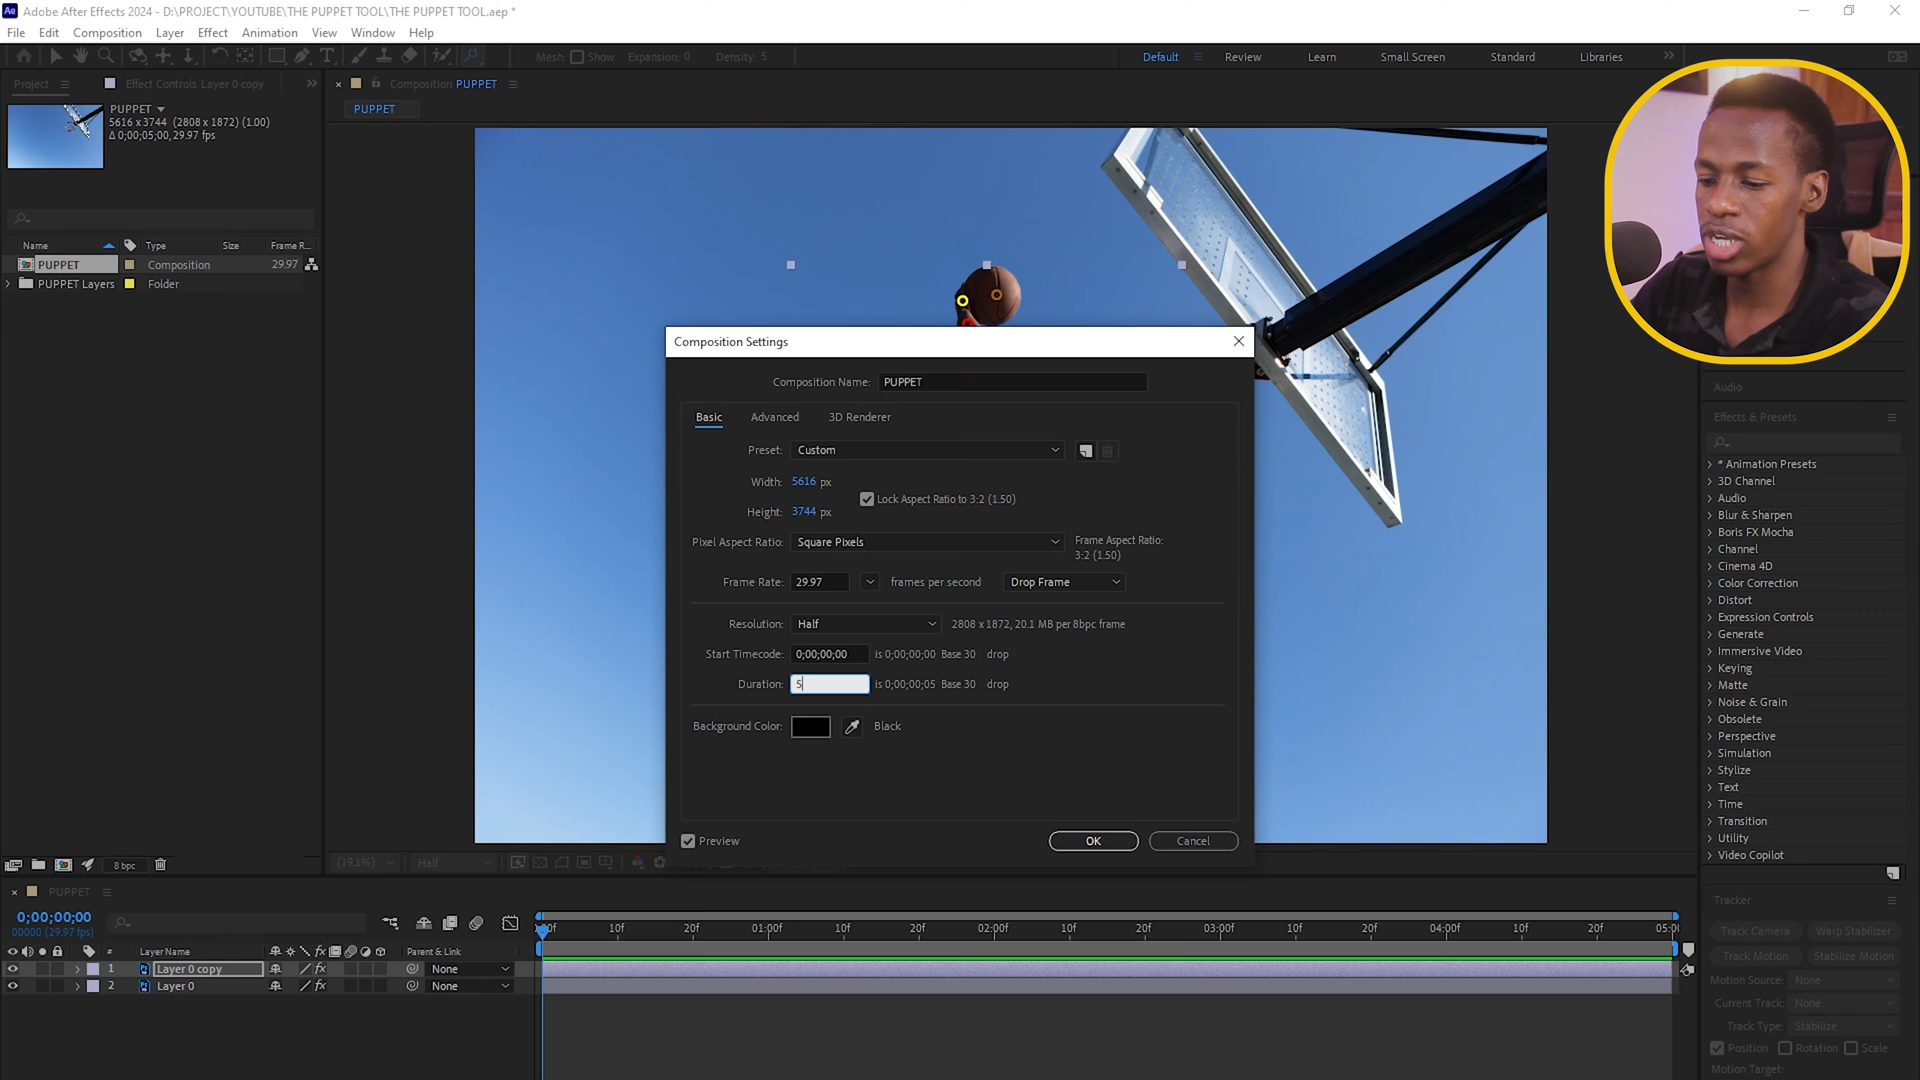 Ae Adobe After Effects 2024 - D:\PROJECT\YOUTUBE\THE PUPPET TOOL\THE PUPPET TOOL.aep *
File Edit Composition Layer Effect Animation View Window Help
Mesh: Show Expansion: 0 Density: 5
Default Review Learn Small Screen Standard Libraries
Project Effect Controls Layer 0 copy
Composition PUPPET
PUPPET
PUPPET
5616 x 3744 (2808 x 1872) (1.00)
Δ 0;00;05;00, 29.97 fps
Name Type Size Frame R...
PUPPET Composition 29.97
PUPPET Layers Folder
8 bpc
(19.1%) Half
Composition Settings
Composition Name: PUPPET
Basic Advanced 3D Renderer
Preset: Custom
Width: 5616 px
Lock Aspect Ratio to 3:2 (1.50)
Height: 3744 px
Pixel Aspect Ratio: Square Pixels
Frame Aspect Ratio:
3:2 (1.50)
Frame Rate: 29.97 frames per second Drop Frame
Resolution: Half 2808 x 1872, 20.1 MB per 8bpc frame
Start Timecode: 0;00;00;00 is 0;00;00;00 Base 30 drop
Duration: 5 is 0;00;00;05 Base 30 drop
Background Color: Black
Preview OK Cancel
Audio
Effects & Presets
* Animation Presets
3D Channel
Audio
Blur & Sharpen
Boris FX Mocha
Channel
Cinema 4D
Color Correction
Distort
Expression Controls
Generate
Immersive Video
Keying
Matte
Noise & Grain
Obsolete
Perspective
Simulation
Stylize
Text
Time
Transition
Utility
Video Copilot
Tracker
Track Camera Warp Stabilizer
Track Motion Stabilize Motion
Motion Source: None
Current Track: None
Track Type: Stabilize
Position Rotation Scale
Motion Target:
PUPPET
0;00;00;00
00000 (29.97 fps)
# Layer Name Parent & Link
1 Layer 0 copy None
2 Layer 0 None
10f 20f 01:00f 10f 20f 02:00f 10f 20f 03:00f 10f 20f 04:00f 10f 20f